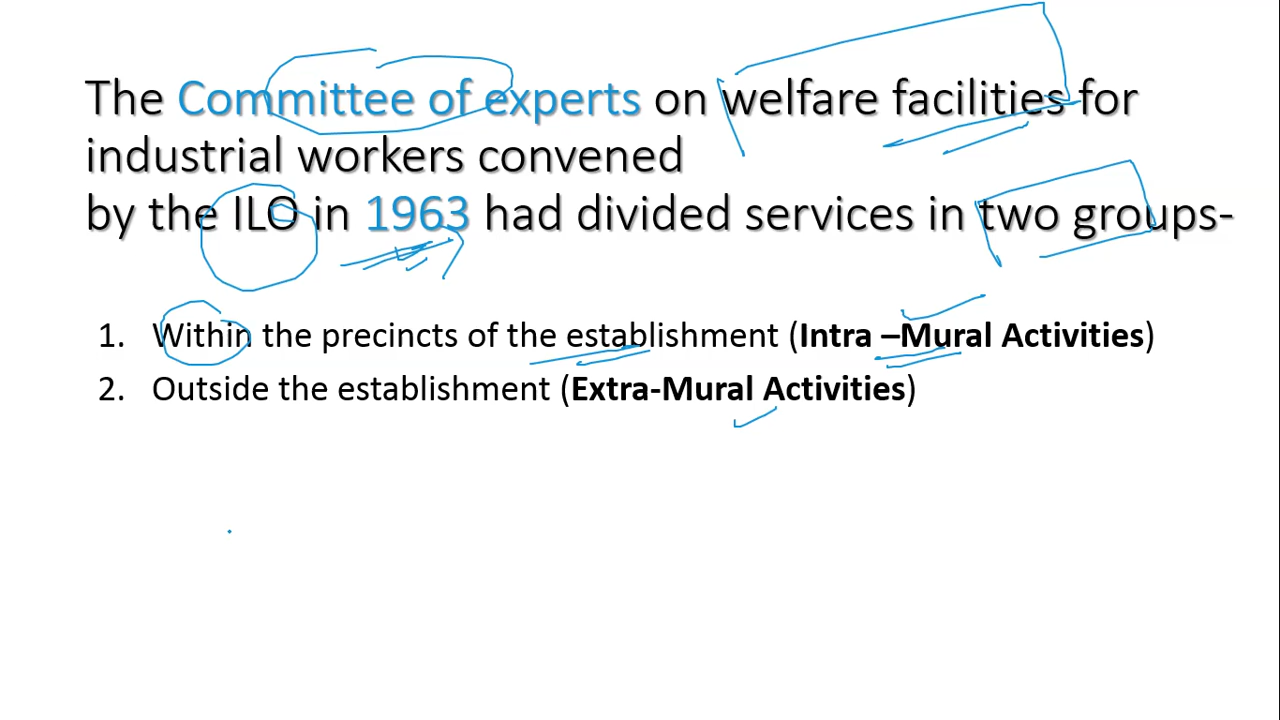 The Committee of experts on welfare facilities for
industrial workers convened
by the ILO in 1963 had divided services in two groups-
1. Within the precincts of the establishment (Intra –Mural Activities)
2. Outside the establishment (Extra-Mural Activities)